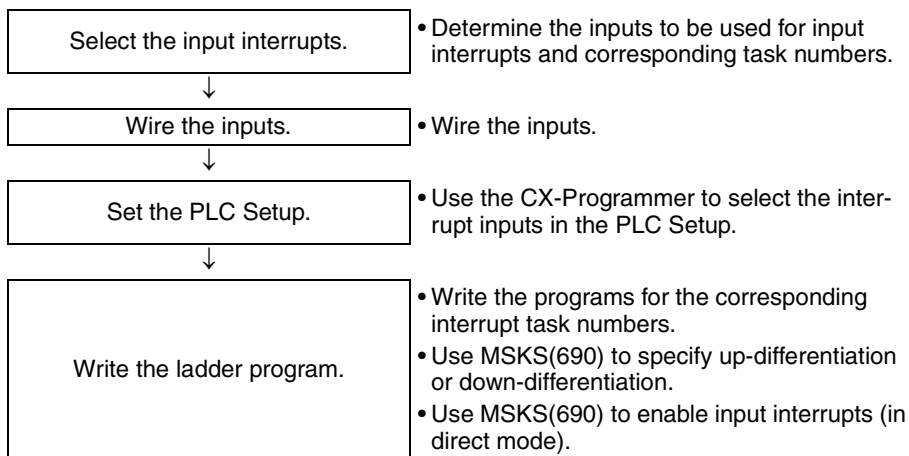 Select the input interrupts.
• Determine the inputs to be used for input
interrupts and corresponding task numbers.
↓
Wire the inputs.
• Wire the inputs.
↓
Set the PLC Setup.
• Use the CX-Programmer to select the inter-
rupt inputs in the PLC Setup.
↓
Write the ladder program.
• Write the programs for the corresponding
interrupt task numbers.
• Use MSKS(690) to specify up-differentiation
or down-differentiation.
• Use MSKS(690) to enable input interrupts (in
direct mode).